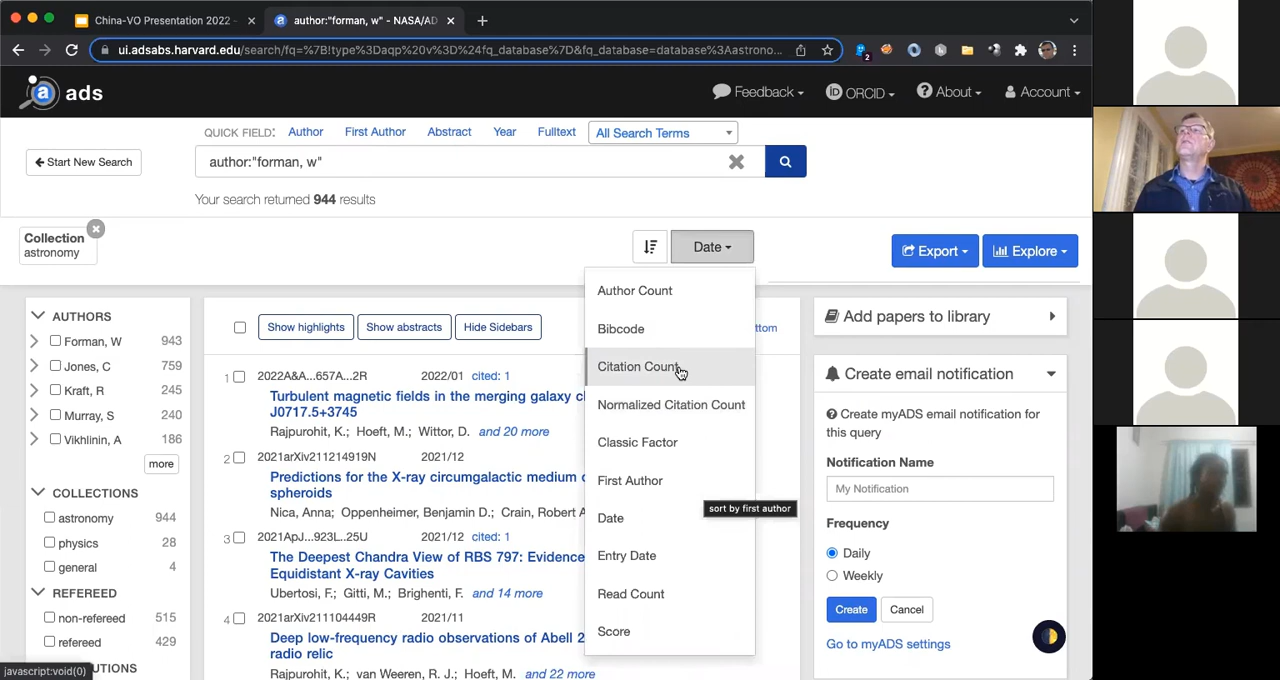 China-VO Presentation 2022 -
author:"forman, w" - NASA/AD
ui.adsabs.harvard.edu/search/fq=%7B!type%3Daqp%20v%3D%24fq_database%7D&fq_database=database%3Aastrono...
2
a ads
Feedback
iD ORCID
About
Account
QUICK FIELD:
Author
First Author
Abstract
Year
Fulltext
All Search Terms
Start New Search
author:"forman, w"
Your search returned 944 results
Collection
astronomy
Date
Export
Explore
Author Count
Bibcode
Citation Count
Normalized Citation Count
Classic Factor
First Author
Date
Entry Date
Read Count
Score
sort by first author
AUTHORS
Forman, W 943
Jones, C 759
Kraft, R 245
Murray, S 240
Vikhlinin, A 186
more
COLLECTIONS
astronomy 944
physics 28
general 4
REFEREED
non-refereed 515
refereed 429
UTIONS
javascript:void(0)
Show highlights
Show abstracts
Hide Sidebars
ttom
1 2022A&A...657A...2R 2022/01 cited: 1
Turbulent magnetic fields in the merging galaxy cl
J0717.5+3745
Rajpurohit, K.; Hoeft, M.; Wittor, D. and 20 more
2 2021arXiv211214919N 2021/12
Predictions for the X-ray circumgalactic medium o
spheroids
Nica, Anna; Oppenheimer, Benjamin D.; Crain, Robert A
3 2021ApJ...923L..25U 2021/12 cited: 1
The Deepest Chandra View of RBS 797: Evidence
Equidistant X-ray Cavities
Ubertosi, F.; Gitti, M.; Brighenti, F. and 14 more
4 2021arXiv211104449R 2021/11
Deep low-frequency radio observations of Abell 2
radio relic
Rajpurohit, K.; van Weeren, R. J.; Hoeft, M. and 22 more
Add papers to library
Create email notification
Create myADS email notification for
this query
Notification Name
My Notification
Frequency
Daily
Weekly
Create
Cancel
Go to myADS settings